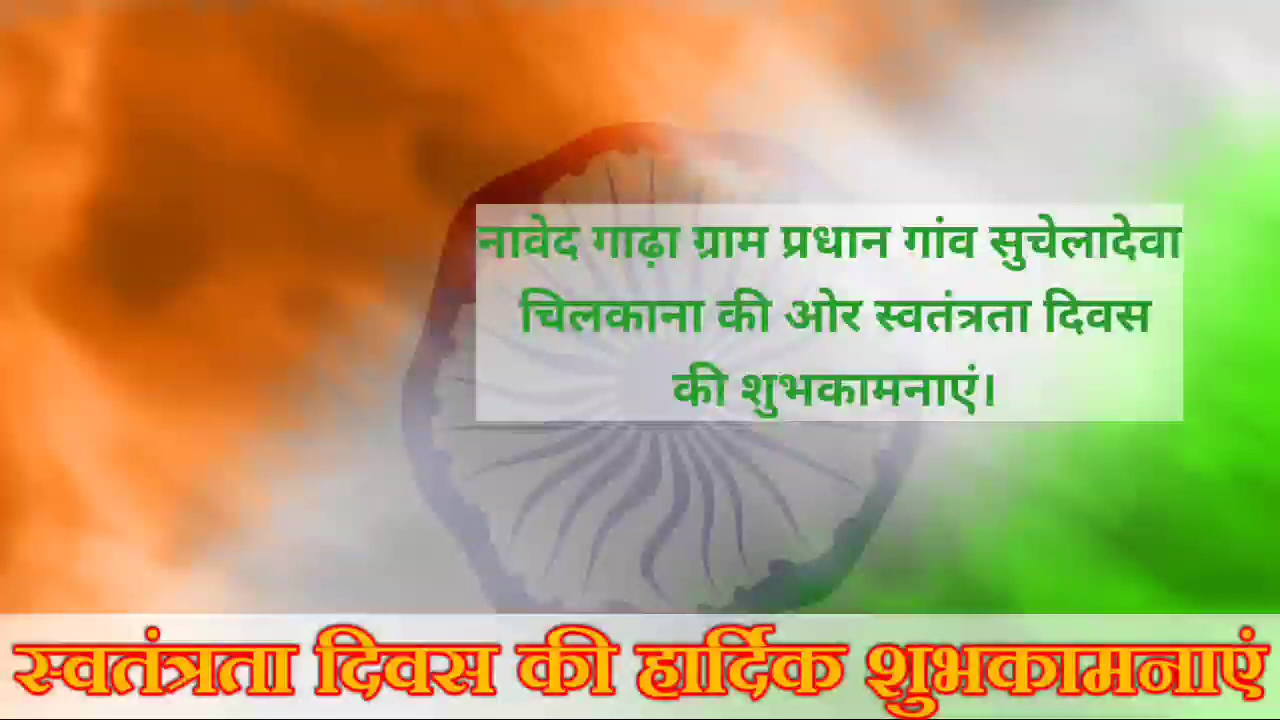 नावेद गाढ़ा ग्राम प्रधान गांव सुचेलादेवा
चिलकाना की ओर स्वतंत्रता दिवस
की शुभकामनाएं।
स्वतंत्रता दिवस की हार्दिक शुभकामनाएं